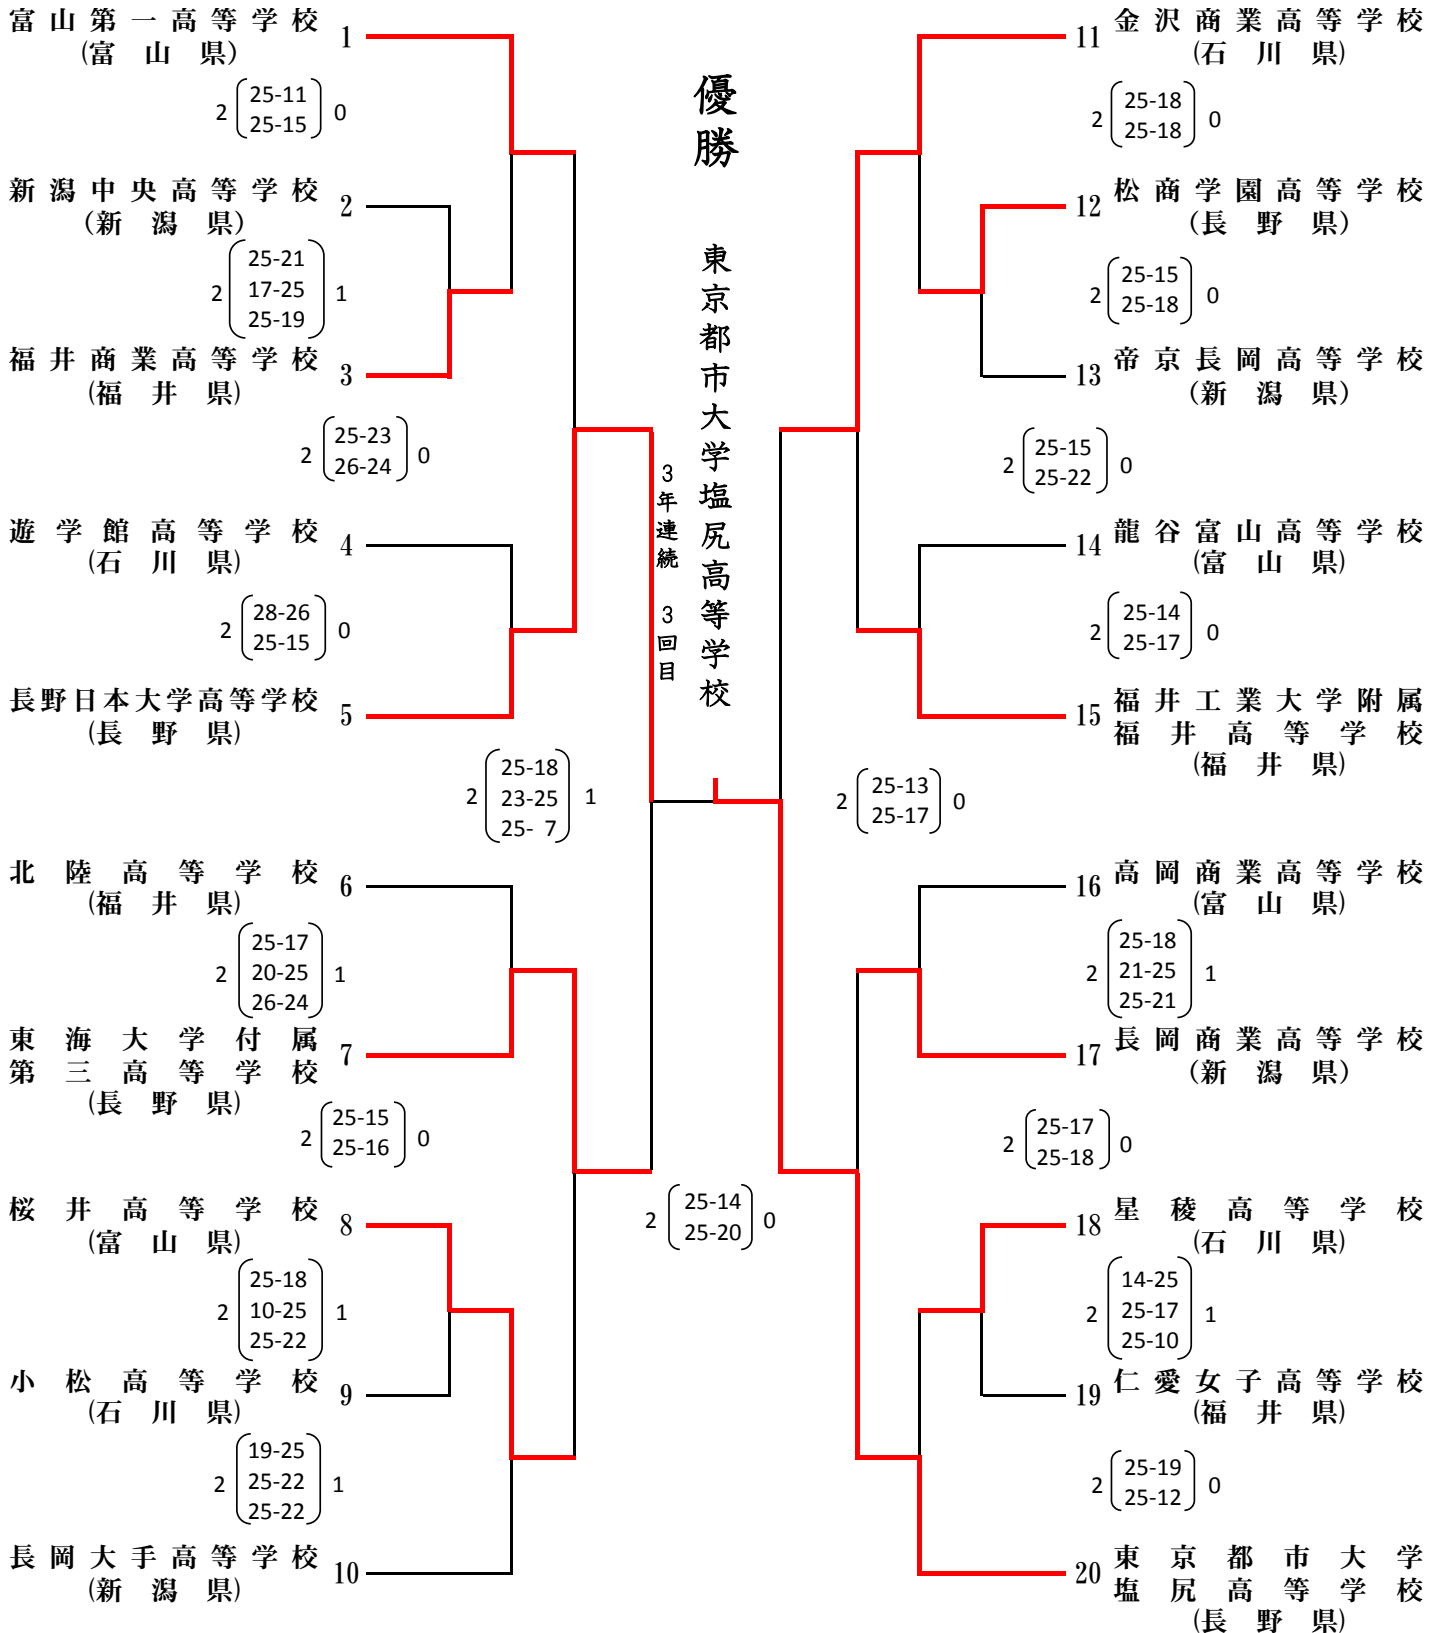 富山第一高等学校
(富山県)
1
2 25-11 0
25-15
新潟中央高等学校
(新潟県)
2
25-21
2 17-25 1
25-19
福井商業高等学校
(福井県)
3
2 25-23 0
26-24
遊学館高等学校
(石川県)
4
2 28-26 0
25-15
長野日本大学高等学校
(長野県)
5
25-18
2 23-25 1
25- 7
北陸高等学校
(福井県)
6
25-17
2 20-25 1
26-24
東海大学付属
第三高等学校
(長野県)
7
2 25-15 0
25-16
桜井高等学校
(富山県)
8
25-18
2 10-25 1
25-22
小松高等学校
(石川県)
9
19-25
2 25-22 1
25-22
長岡大手高等学校
(新潟県)
10
優勝
東京都市大学塩尻高等学校
3年連続 3回目
2 25-14 0
25-20
11 金沢商業高等学校
(石川県)
2 25-18 0
25-18
12 松商学園高等学校
(長野県)
2 25-15 0
25-18
13 帝京長岡高等学校
(新潟県)
2 25-15 0
25-22
14 龍谷富山高等学校
(富山県)
2 25-14 0
25-17
15 福井工業大学附属
福井高等学校
(福井県)
2 25-13 0
25-17
16 高岡商業高等学校
(富山県)
25-18
2 21-25 1
25-21
17 長岡商業高等学校
(新潟県)
2 25-17 0
25-18
18 星稜高等学校
(石川県)
14-25
2 25-17 1
25-10
19 仁愛女子高等学校
(福井県)
2 25-19 0
25-12
20 東京都市大学
塩尻高等学校
(長野県)